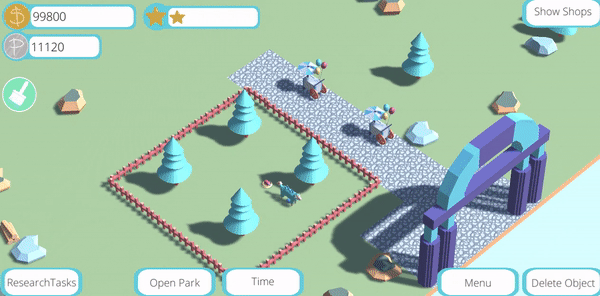 99800
Show Shops
11120
ResearchTasks
Open Park
Time
Menu
Delete Object